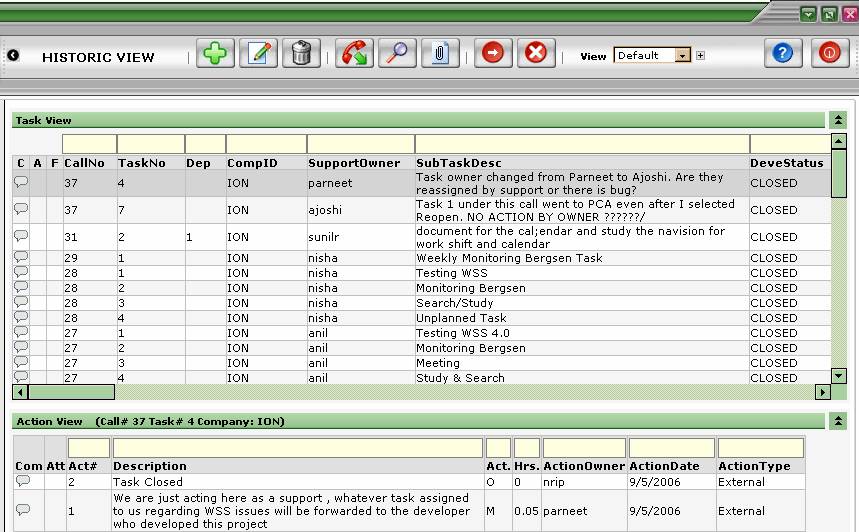 HISTORIC VIEW View Default
Task View
C A F CallNo TaskNo Dep CompID SupportOwner SubTaskDesc DeveStatus
37 4 ION parneet Task owner changed from Parneet to Ajoshi. Are they CLOSED
reassigned by support or there is bug?
37 7 ION ajoshi Task 1 under this call went to PCA even after I selected CLOSED
Reopen. NO ACTION BY OWNER ??????/
31 2 1 ION sunilr document for the cal;endar and study the navision for CLOSED
work shift and calendar
29 1 ION nisha Weekly Monitoring Bergsen Task CLOSED
28 1 ION nisha Testing WSS CLOSED
28 2 ION nisha Monitoring Bergsen CLOSED
28 3 ION nisha Search/Study CLOSED
28 4 ION nisha Unplanned Task CLOSED
27 1 ION anil Testing WSS 4.0 CLOSED
27 2 ION anil Monitoring Bergsen CLOSED
27 3 ION anil Meeting CLOSED
27 4 ION anil Study & Search CLOSED
Action View (Call# 37 Task# 4 Company: ION)
Com Att Act# Description Act. Hrs. ActionOwner ActionDate ActionType
2 Task Closed O 0 nrip 9/5/2006 External
We are just acting here as a support , whatever task assigned
1 to us regarding WSS issues will be forwarded to the developer M 0.05 parneet 9/5/2006 External
who developed this project